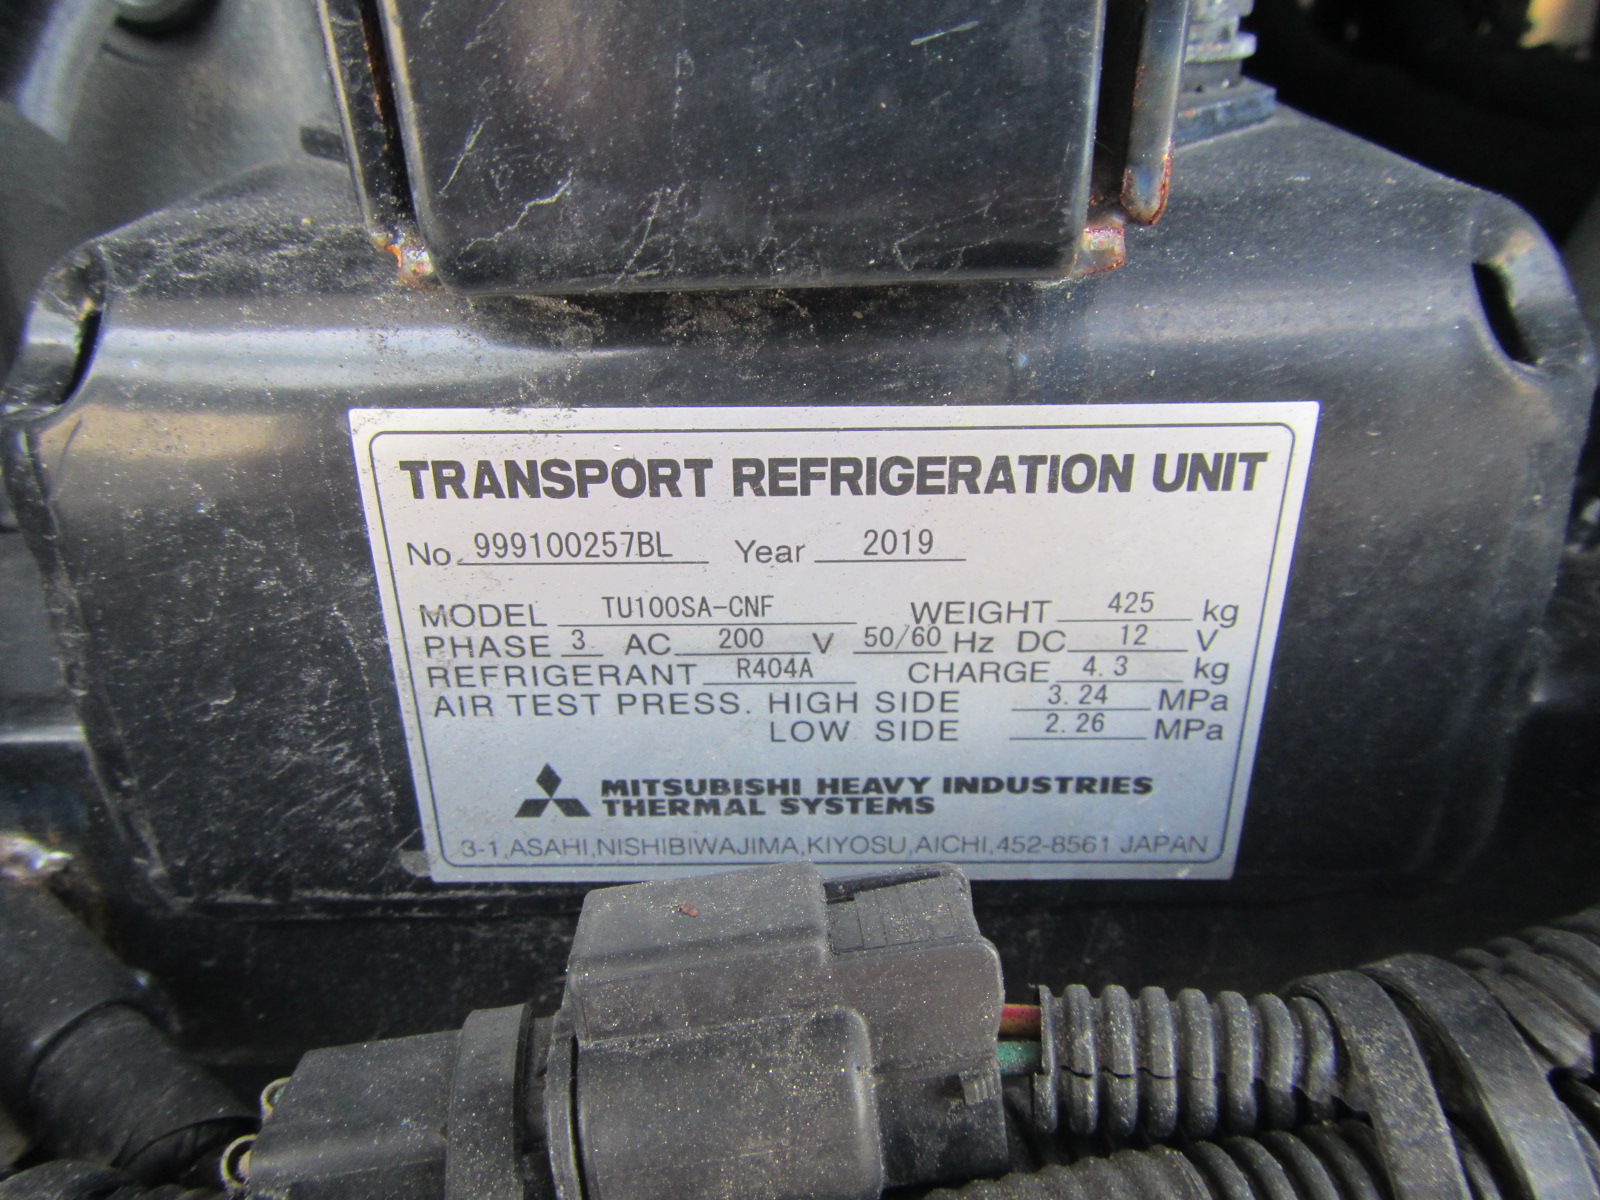 TRANSPORT REFRIGERATION UNIT
No. 999100257BL Year 2019
MODEL TU100SA-CNF WEIGHT 425 kg
PHASE 3 AC 200 V 50/60 Hz DC 12 V
REFRIGERANT R404A CHARGE 4.3 kg
AIR TEST PRESS. HIGH SIDE 3.24 MPa
LOW SIDE 2.26 MPa
MITSUBISHI HEAVY INDUSTRIES
THERMAL SYSTEMS
3-1,ASAHI,NISHIBIWAJIMA,KIYOSU,AICHI,452-8561 JAPAN